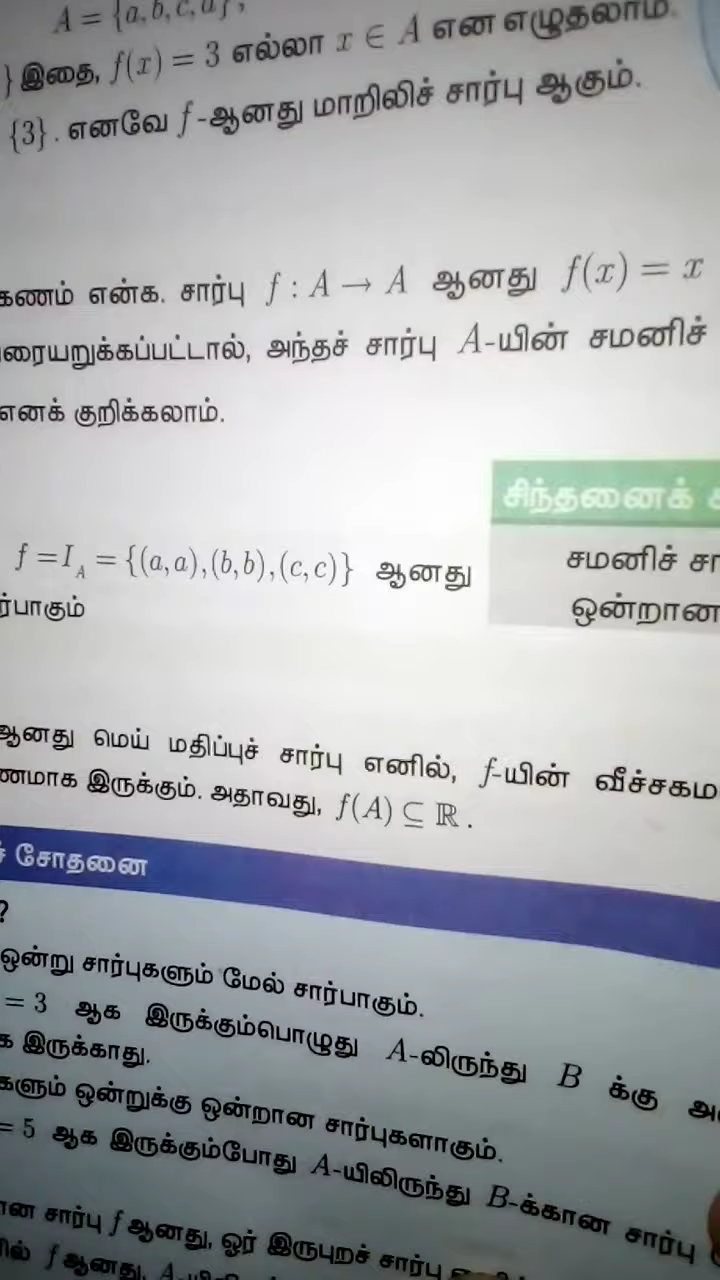 A = {a, b, c, d},
} இதை, f(x) = 3 எல்லா x ∈ A என எழுதலாம்.
{3}. எனவே f-ஆனது மாறிலிச் சார்பு ஆகும்.
கணம் என்க. சார்பு f : A → A ஆனது f(x) = x
ரையறுக்கப்பட்டால், அந்தச் சார்பு A-யின் சமனிச்
எனக் குறிக்கலாம்.
சிந்தனைக்
f = I_A = {(a,a),(b,b),(c,c)} ஆனது
ர்பாகும்
சமனிச் சா
ஒன்றான
ஆனது மெய் மதிப்புச் சார்பு எனில், f-யின் வீச்சகம
ணமாக இருக்கும். அதாவது, f(A) ⊆ ℝ.
ச் சோதனை
?
ஒன்று சார்புகளும் மேல் சார்பாகும்.
= 3 ஆக இருக்கும்பொழுது A-லிருந்து B க்கு
க இருக்காது.
களும் ஒன்றுக்கு ஒன்றான சார்புகளாகும்.
= 5 ஆக இருக்கும்போது A-யிலிருந்து B-க்கான சார்பு
ான சார்பு f ஆனது, ஓர் இருபுறச் சார்பு
ில் f ஆனது,